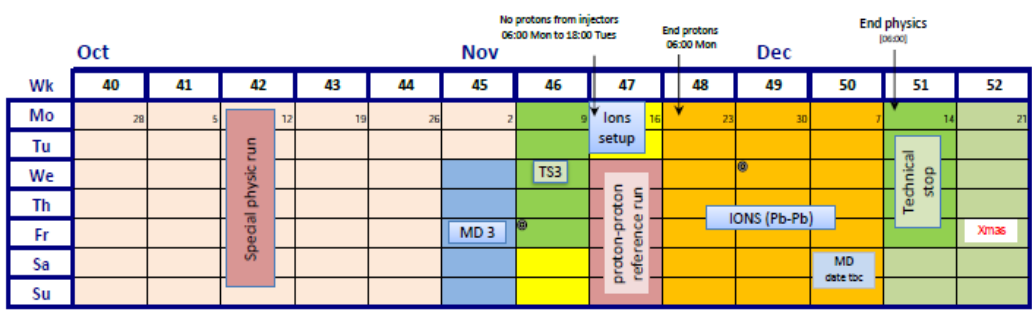 No protons from injectors
06:00 Mon to 18:00 Tues
End protons
06:00 Mon
End physics
[06:00]
Oct
Nov
Dec
Wk 40 41 42 43 44 45 46 47 48 49 50 51 52
Mo 28 5 12 19 26 2 9 16 23 30 7 14 21
Ions
setup
Tu
We
TS3
Th
Fr
MD 3
Sa
Su
Special physic run
proton-proton
reference run
IONS (Pb-Pb)
MD
date tbc
Technical
stop
Xmas